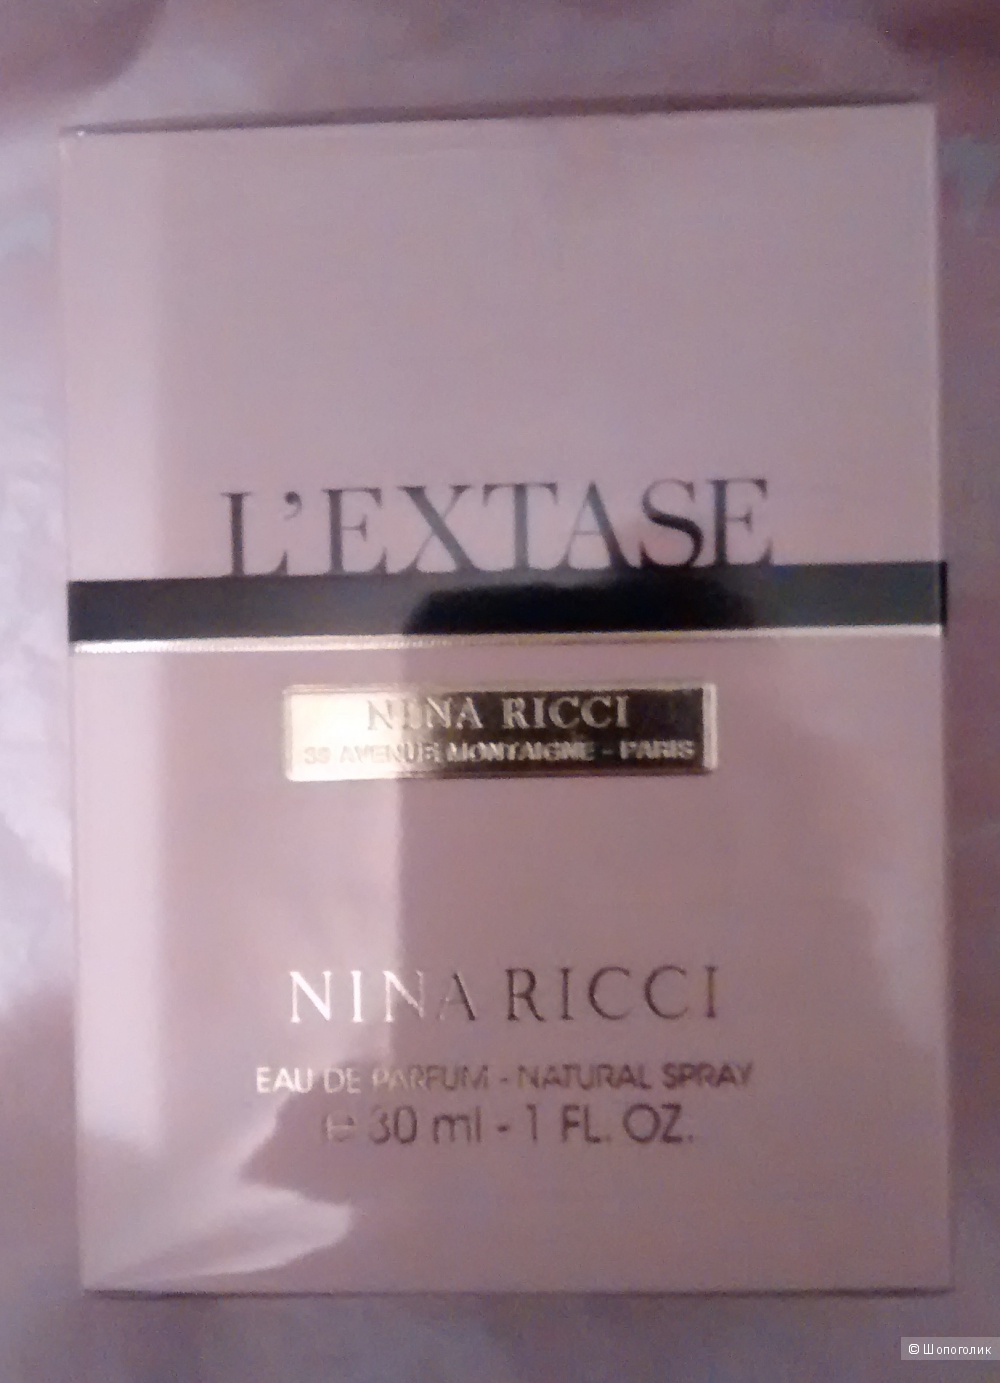 L'EXTASE
NINA RICCI
39 AVENUE MONTAIGNE - PARIS
NINA RICCI
EAU DE PARFUM - NATURAL SPRAY
℮ 30 ml - 1 FL. OZ.
© Шопоголик